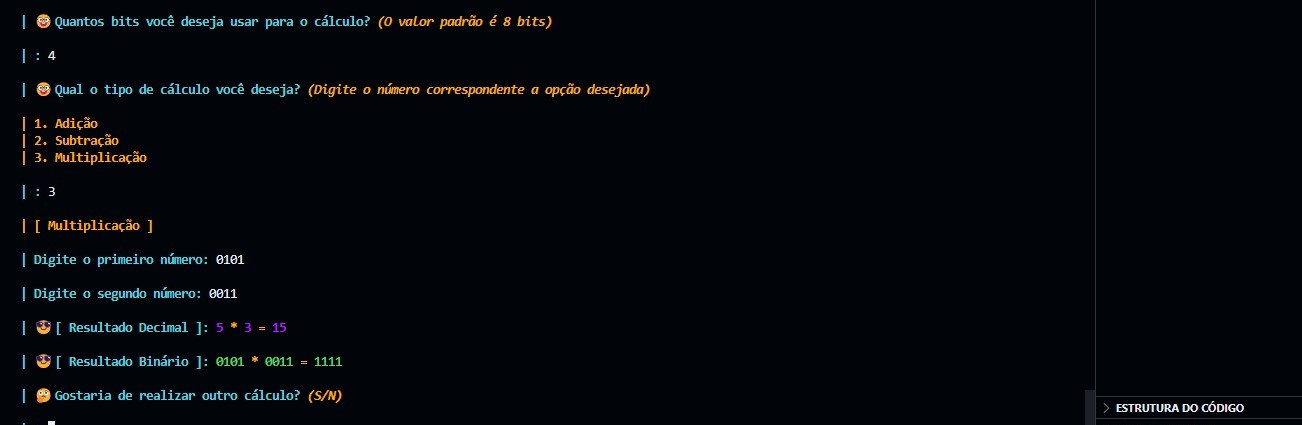 | 🤓 Quantos bits você deseja usar para o cálculo? (O valor padrão é 8 bits)
| : 4
| 🤓 Qual o tipo de cálculo você deseja? (Digite o número correspondente a opção desejada)
| 1. Adição
| 2. Subtração
| 3. Multiplicação
| : 3
| [ Multiplicação ]
| Digite o primeiro número: 0101
| Digite o segundo número: 0011
| 😎 [ Resultado Decimal ]: 5 * 3 = 15
| 😎 [ Resultado Binário ]: 0101 * 0011 = 1111
| 🤔 Gostaria de realizar outro cálculo? (S/N)
ESTRUTURA DO CÓDIGO